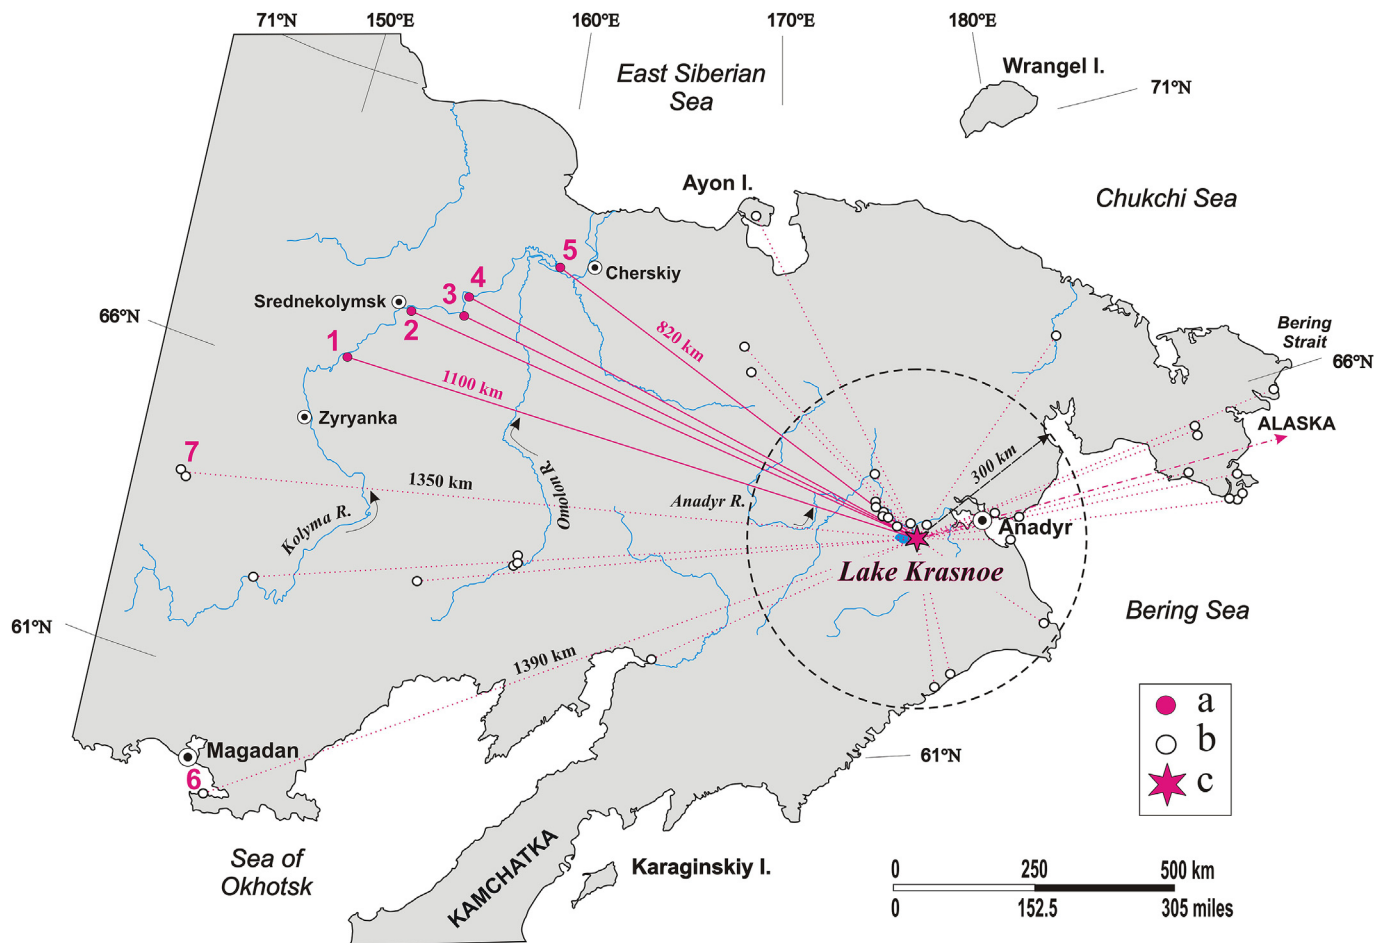 71ºN
150ºE
160ºE
170ºE
180ºE
East Siberian
Sea
Wrangel I.
71ºN
Ayon I.
Chukchi Sea
5
Cherskiy
4
3
Srednekolymsk
2
66ºN
1
820 km
Bering
Strait
66ºN
1100 km
Zyryanka
ALASKA
7
1350 km
300 km
Omolon R.
Anadyr R.
Kolyma R.
Anadyr
Lake Krasnoe
Bering Sea
61ºN
1390 km
a
b
c
Magadan
61ºN
6
Sea of
Okhotsk
KAMCHATKA
Karaginskiy I.
0 250 500 km
0 152.5 305 miles